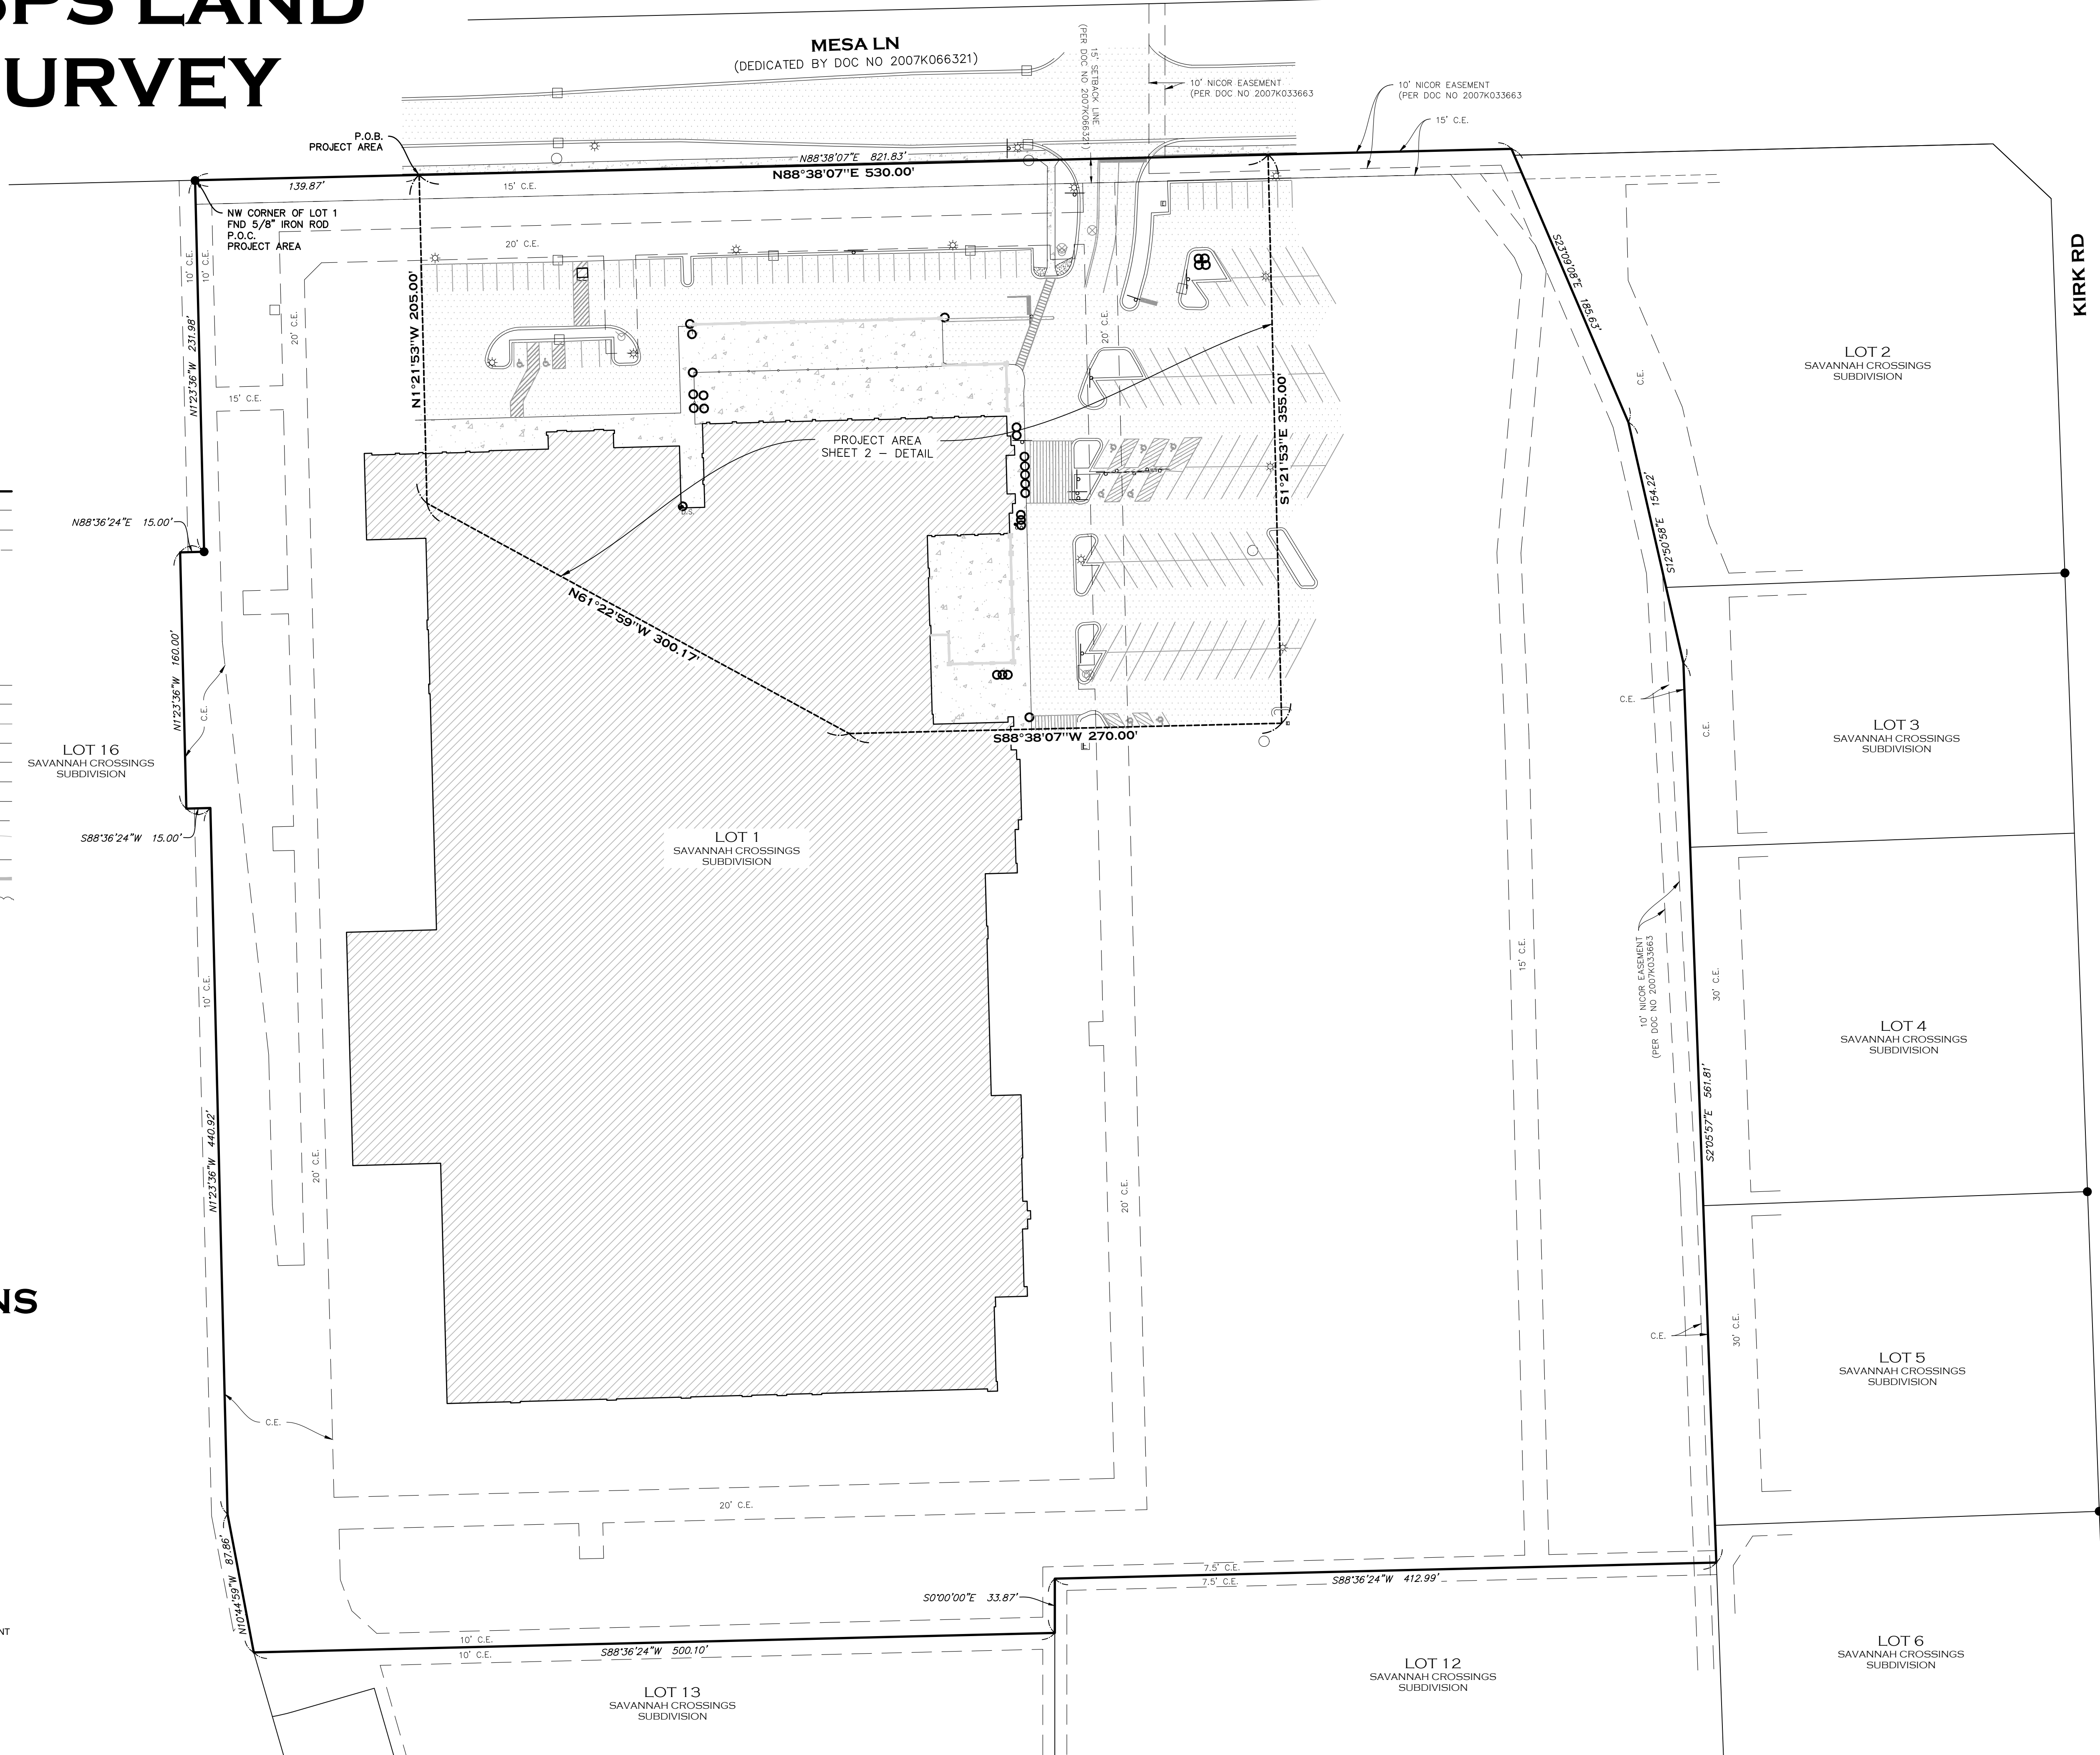 SPS LAND
URVEY
MESA LN
(DEDICATED BY DOC NO 2007K066321)
15' SETBACK LINE
(PER DOC NO 2007K066321)
10' NICOR EASEMENT
(PER DOC NO 2007K033663
10' NICOR EASEMENT
(PER DOC NO 2007K033663
15' C.E.
P.O.B.
PROJECT AREA
N88°38'07"E 821.83'
N88°38'07"E 530.00'
139.87'
15' C.E.
NW CORNER OF LOT 1
FND 5/8" IRON ROD
P.O.C.
PROJECT AREA
10' C.E.
10' C.E.
20' C.E.
20' C.E.
20' C.E.
15' C.E.
N1°23'36"W 231.98'
N1°21'53"W 205.00'
S23°09'08"E 185.63'
KIRK RD
C.E.
LOT 2
SAVANNAH CROSSINGS
SUBDIVISION
PROJECT AREA
SHEET 2 - DETAIL
S1°21'53"E 355.00'
S12°50'58"E 154.22'
N88°36'24"E 15.00'
N61°22'59"W 300.17'
N1°23'36"W 160.00'
C.E.
LOT 16
SAVANNAH CROSSINGS
SUBDIVISION
S88°38'07"W 270.00'
C.E.
C.E.
LOT 3
SAVANNAH CROSSINGS
SUBDIVISION
S88°36'24"W 15.00'
LOT 1
SAVANNAH CROSSINGS
SUBDIVISION
10' C.E.
15' C.E.
10' NICOR EASEMENT
(PER DOC NO 2007K033663
30' C.E.
LOT 4
SAVANNAH CROSSINGS
SUBDIVISION
S2°05'57"E 561.81'
N1°23'36"W 440.92'
20' C.E.
20' C.E.
NS
C.E.
30' C.E.
LOT 5
SAVANNAH CROSSINGS
SUBDIVISION
C.E.
20' C.E.
N10°44'59"W 87.86'
7.5' C.E.
7.5' C.E.
S88°36'24"W 412.99'
S0°00'00"E 33.87'
NT
10' C.E.
10' C.E.
S88°36'24"W 500.10'
LOT 6
SAVANNAH CROSSINGS
SUBDIVISION
LOT 12
SAVANNAH CROSSINGS
SUBDIVISION
LOT 13
SAVANNAH CROSSINGS
SUBDIVISION